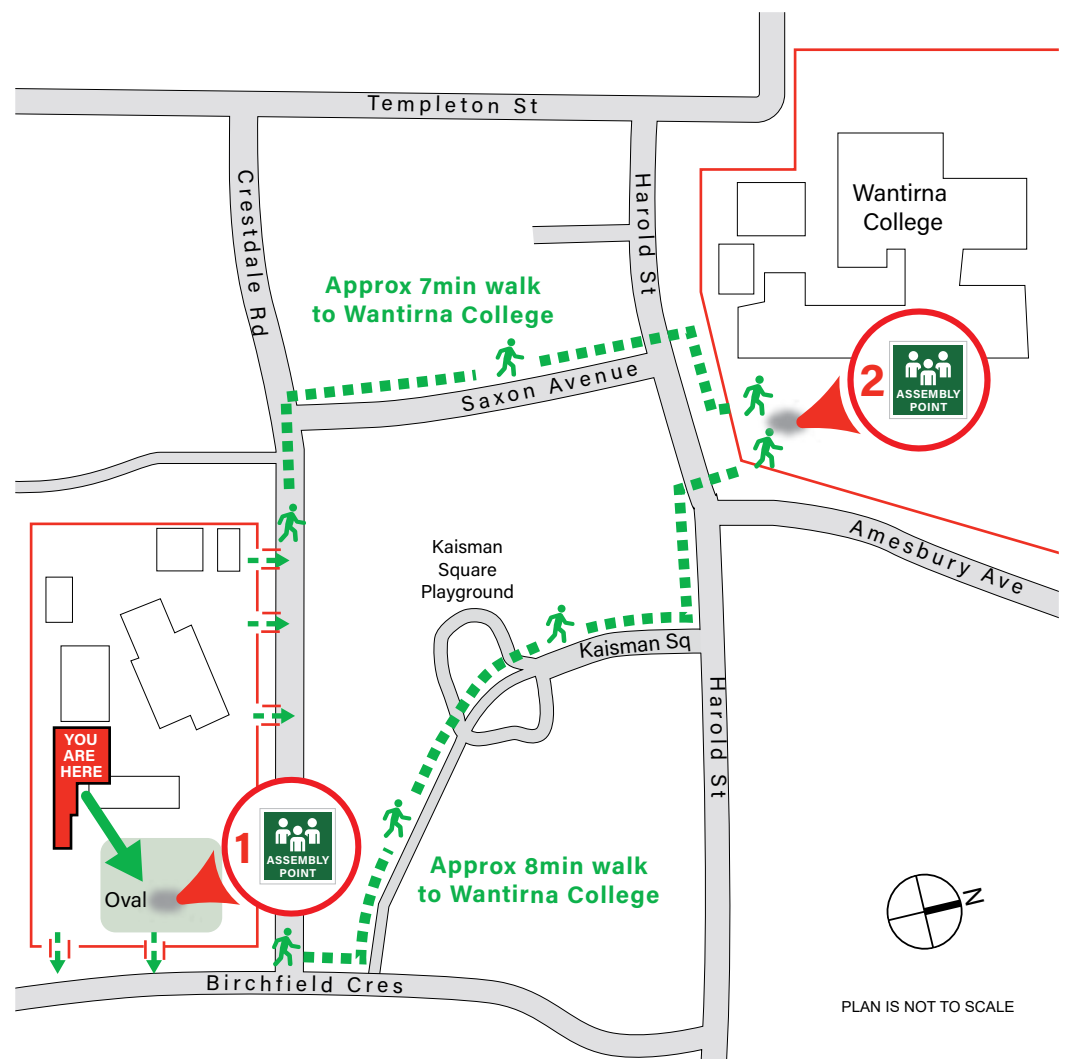 Templeton St
Crestdale Rd
Harold St
Wantirna
College
Approx 7min walk
to Wantirna College
Saxon Avenue
2
ASSEMBLY
POINT
Amesbury Ave
Kaisman
Square
Playground
Kaisman Sq
Harold St
YOU
ARE
HERE
1
ASSEMBLY
POINT
Oval
Approx 8min walk
to Wantirna College
N
Birchfield Cres
PLAN IS NOT TO SCALE